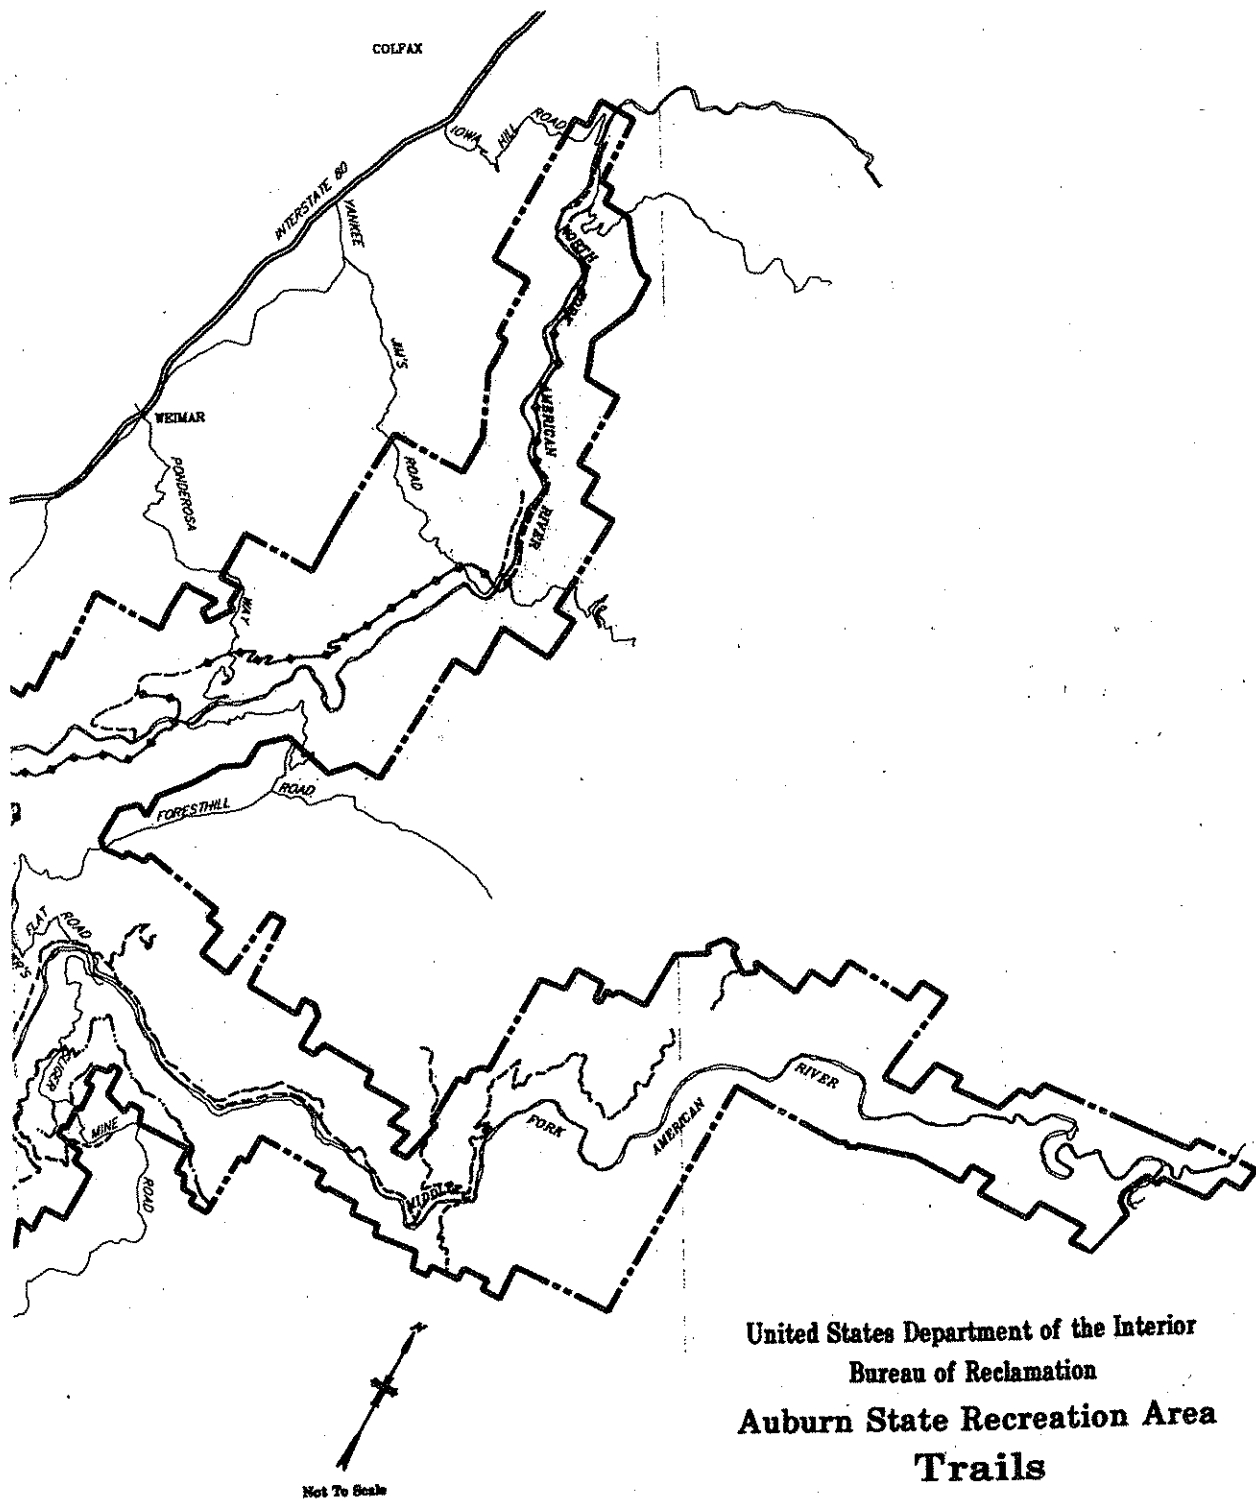 COLFAX
IOWA
HILL
ROAD
INTERSTATE 80
YANKEE
JIM'S
ROAD
NORTH
FORK
AMERICAN
RIVER
WEIMAR
PONDEROSA
WAY
FORESTHILL
ROAD
FLAT
ROAD
ER'S
RUGER
MINE
ROAD
MIDDLE
FORK
AMERICAN
RIVER
United States Department of the Interior
Bureau of Reclamation
Auburn State Recreation Area
Trails
Not To Scale